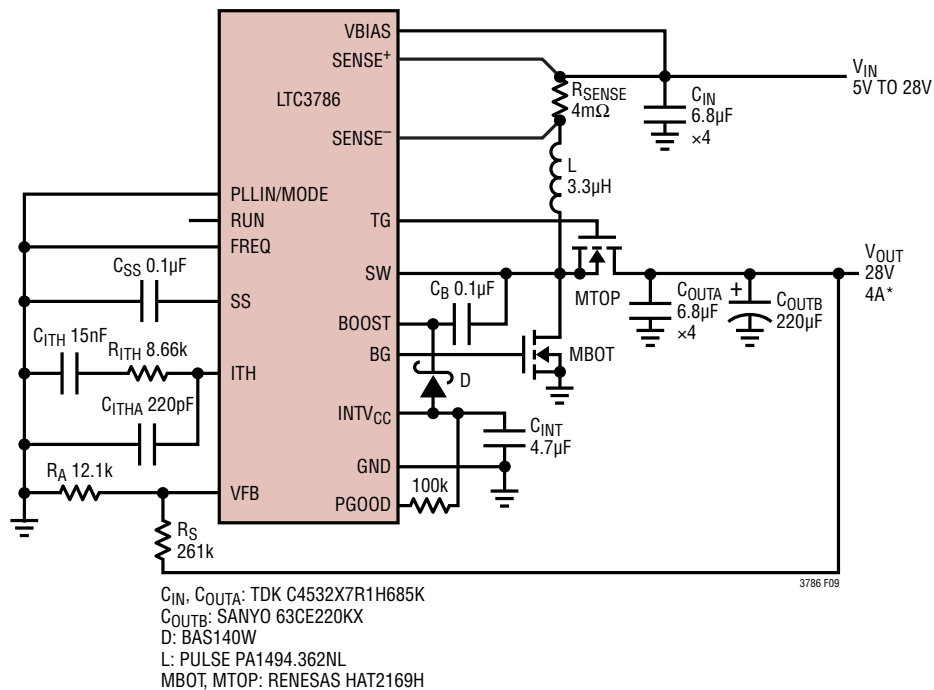 VBIAS
SENSE+
LTC3786
RSENSE
4mΩ
VIN
5V TO 28V
CIN
6.8µF
×4
SENSE–
L
3.3µH
PLLIN/MODE
RUN
TG
FREQ
CSS 0.1µF
SW
VOUT
28V
4A*
MTOP
COUTA
6.8µF
×4
+
COUTB
220µF
SS
CB 0.1µF
BOOST
CITH 15nF
RITH 8.66k
ITH
BG
MBOT
D
CITHA 220pF
INTVCC
CINT
4.7µF
GND
RA 12.1k
VFB
100k
PGOOD
RS
261k
3786 F09
CIN, COUTA: TDK C4532X7R1H685K
COUTB: SANYO 63CE220KX
D: BAS140W
L: PULSE PA1494.362NL
MBOT, MTOP: RENESAS HAT2169H